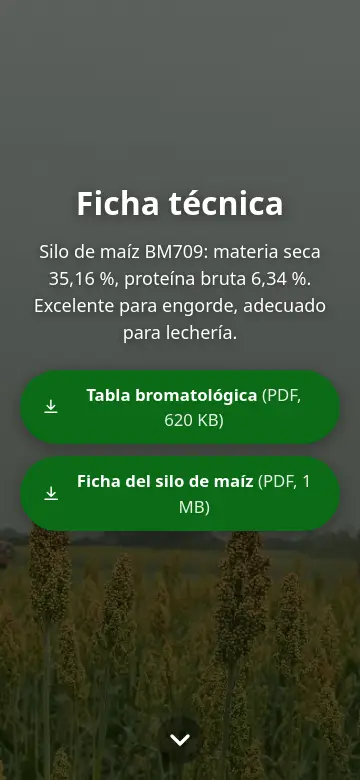 Ficha técnica
Silo de maíz BM709: materia seca
35,16 %, proteína bruta 6,34 %.
Excelente para engorde, adecuado
para lechería.
Tabla bromatológica (PDF,
620 KB)
Ficha del silo de maíz (PDF, 1
MB)